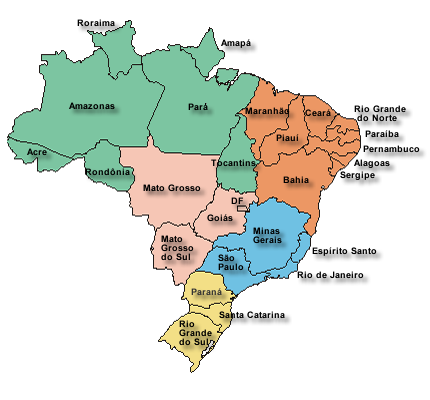 Roraima
Amapá
Amazonas
Pará
Maranhão
Ceará
Rio Grande
do Norte
Piauí
Paraiba
Pernambuco
Acre
Rondônia
Tocantins
Alagoas
Sergipe
Mato Grosso
Bahia
DF
Goiás
Mato
Grosso
do Sul
Minas
Gerais
Espírito Santo
São
Paulo
Rio de Janeiro
Paraná
Santa Catarina
Rio
Grande
do Sul